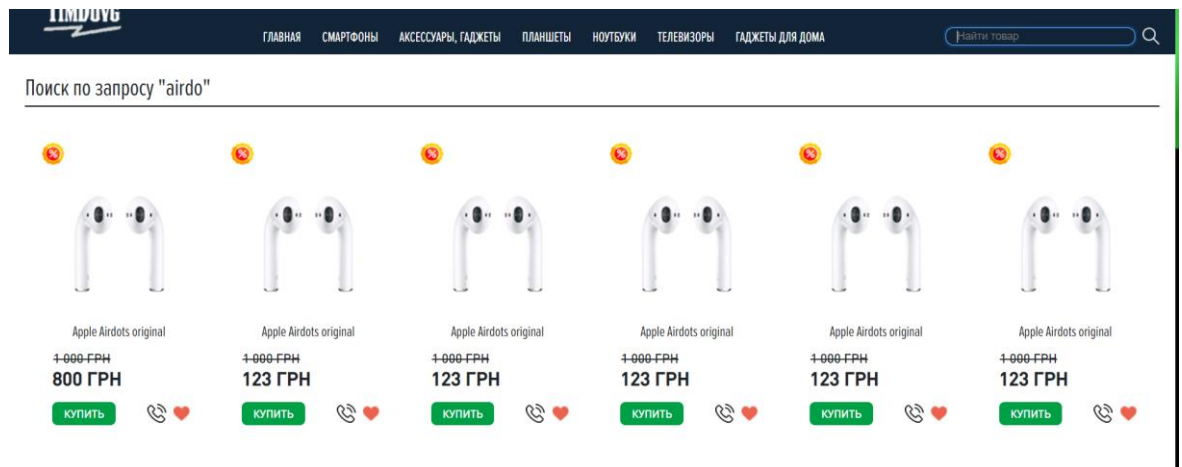 ГЛАВНАЯ СМАРТФОНЫ АКСЕССУАРЫ, ГАДЖЕТЫ ПЛАНШЕТЫ НОУТБУКИ ТЕЛЕВИЗОРЫ ГАДЖЕТЫ ДЛЯ ДОМА Найти товар
Поиск по запросу "airdo"
% % % % % %
Apple Airdots original Apple Airdots original Apple Airdots original Apple Airdots original Apple Airdots original Apple Airdots original
1 000 ГРН 1 000 ГРН 1 000 ГРН 1 000 ГРН 1 000 ГРН 1 000 ГРН
800 ГРН 123 ГРН 123 ГРН 123 ГРН 123 ГРН 123 ГРН
КУПИТЬ КУПИТЬ КУПИТЬ КУПИТЬ КУПИТЬ КУПИТЬ